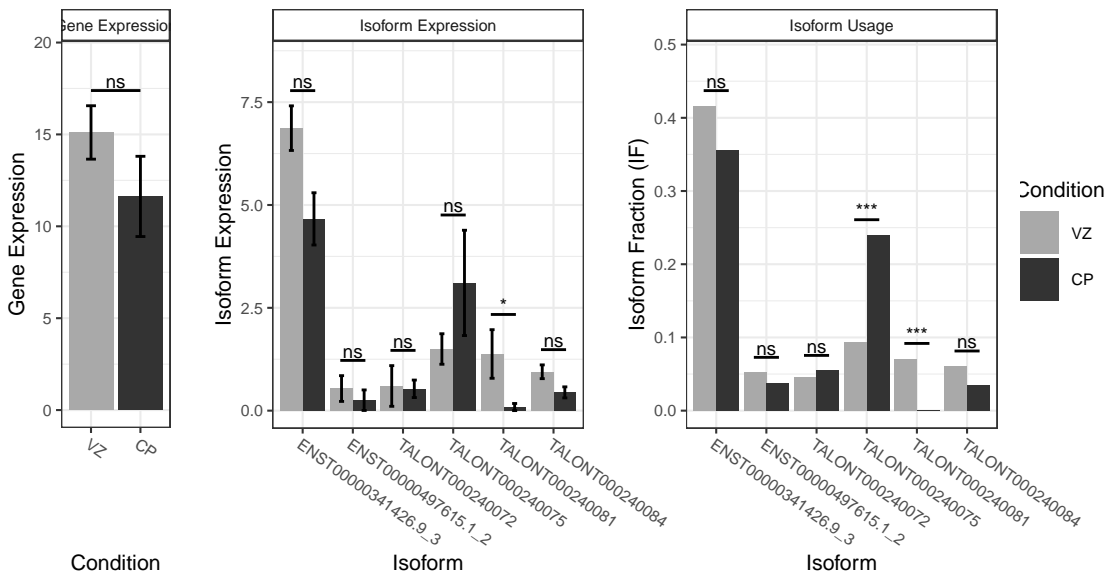 Gene Expression
Isoform Expression
Isoform Usage
Gene Expression
20
15
10
5
0
ns
VZ
CP
Condition
Isoform Expression
7.5
5.0
2.5
0.0
ns
ns
ns
ns
*
ns
ENST00000341426.9_3
ENST00000497615.1_2
TALONT000240072
TALONT000240075
TALONT000240081
TALONT000240084
Isoform
Isoform Fraction (IF)
0.5
0.4
0.3
0.2
0.1
0.0
ns
ns
ns
***
***
ns
ENST00000341426.9_3
ENST00000497615.1_2
TALONT000240072
TALONT000240075
TALONT000240081
TALONT000240084
Isoform
Condition
VZ
CP